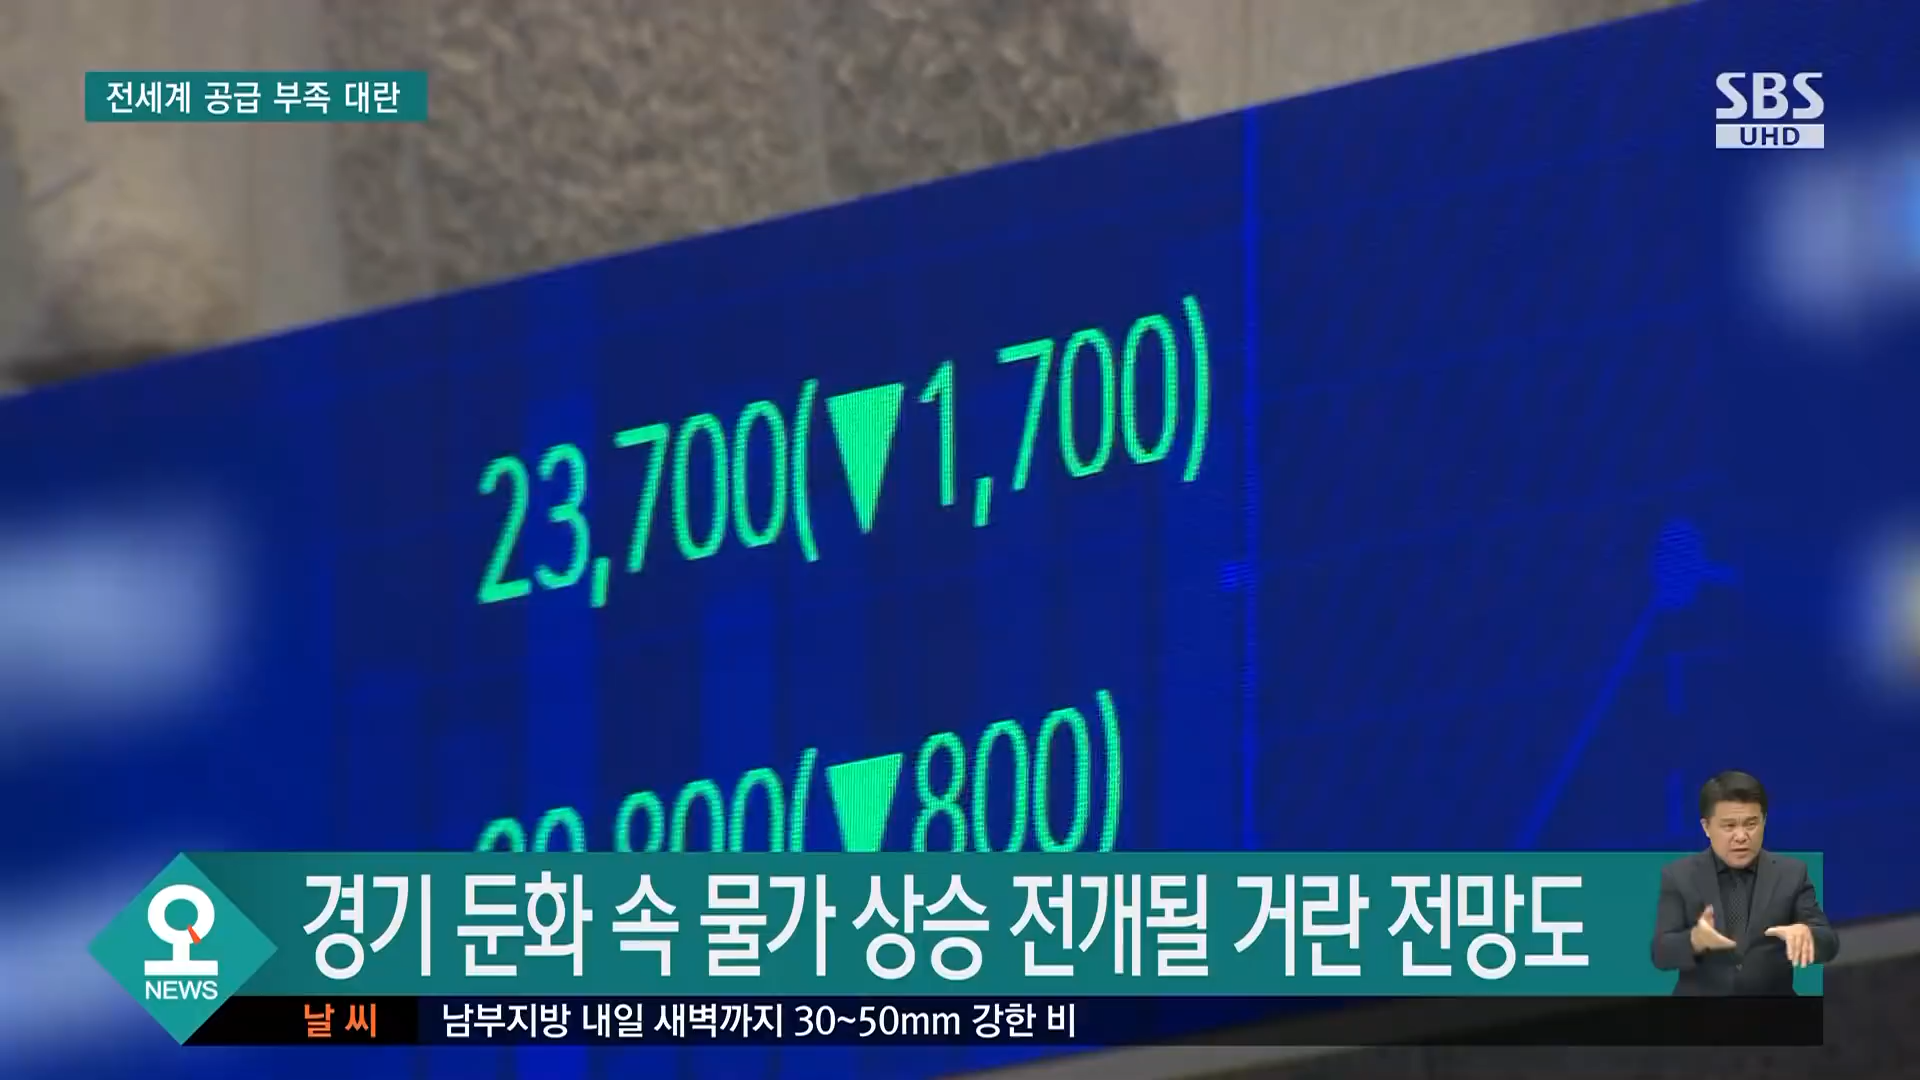 전세계 공급 부족 대란
SBS
UHD
23,700(▼1,700)
(▼800)
경기 둔화 속 물가 상승 전개될 거란 전망도
오
NEWS
날 씨 남부지방 내일 새벽까지 30~50mm 강한 비